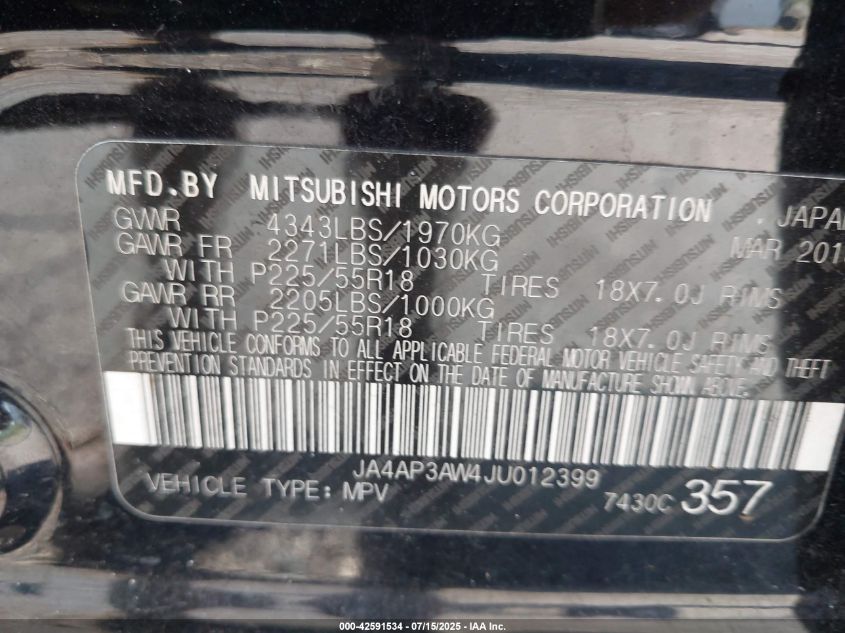 MFD.BY MITSUBISHI MOTORS CORPORATION . JAPAN
GVWR 4343LBS/1970KG MAR 2018
GAWR FR 2271LBS/1030KG
WITH P225/55R18 TIRES 18X7.0J RIMS
GAWR RR 2205LBS/1000KG
WITH P225/55R18 TIRES 18X7.0J RIMS
THIS VEHICLE CONFORMS TO ALL APPLICABLE FEDERAL MOTOR VEHICLE SAFETY AND THEFT
PREVENTION STANDARDS IN EFFECT ON THE DATE OF MANUFACTURE SHOWN ABOVE.
JA4AP3AW4JU012399
VEHICLE TYPE: MPV 7430C 357
000-42591534 - 07/15/2025 - IAA Inc.